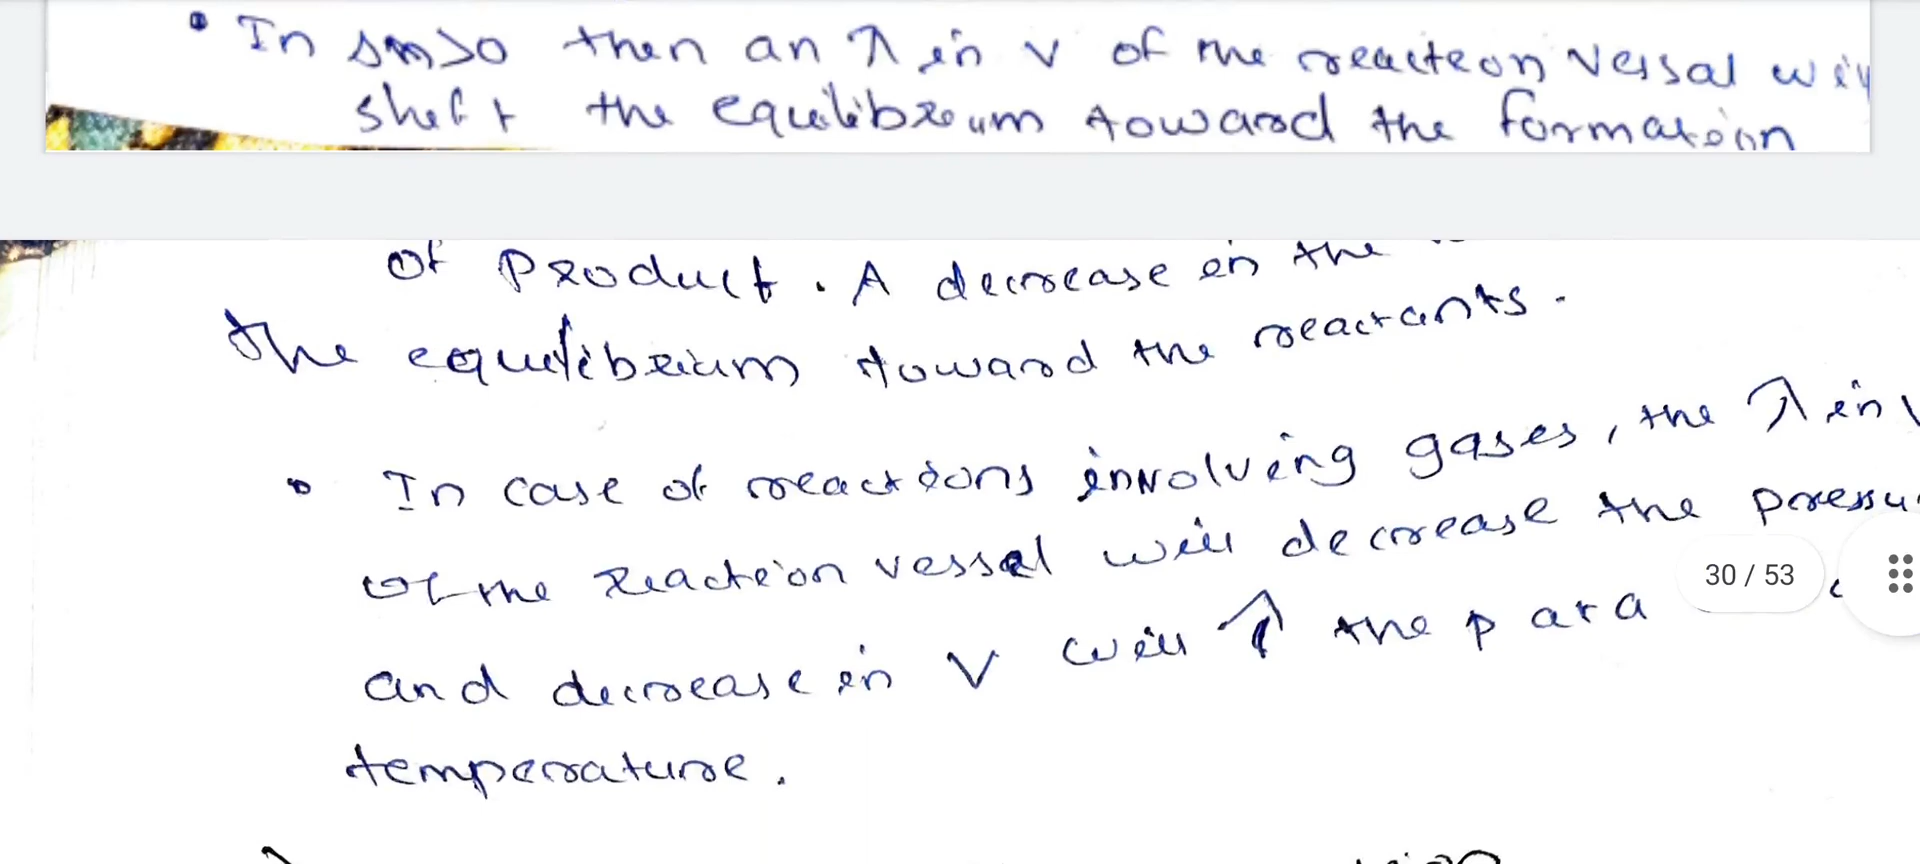 • In Δn>0 then an ↑ in V of the reaction vessal will
shift the equilibrium toward the formation
of product. A decrease in the
the equilibrium toward the reactants.
• In case of reactions involving gases, the ↑ in V
of the reaction vessel will decrease the pressu
30 / 53
and decrease in V will ↑ the p at a
temperature.